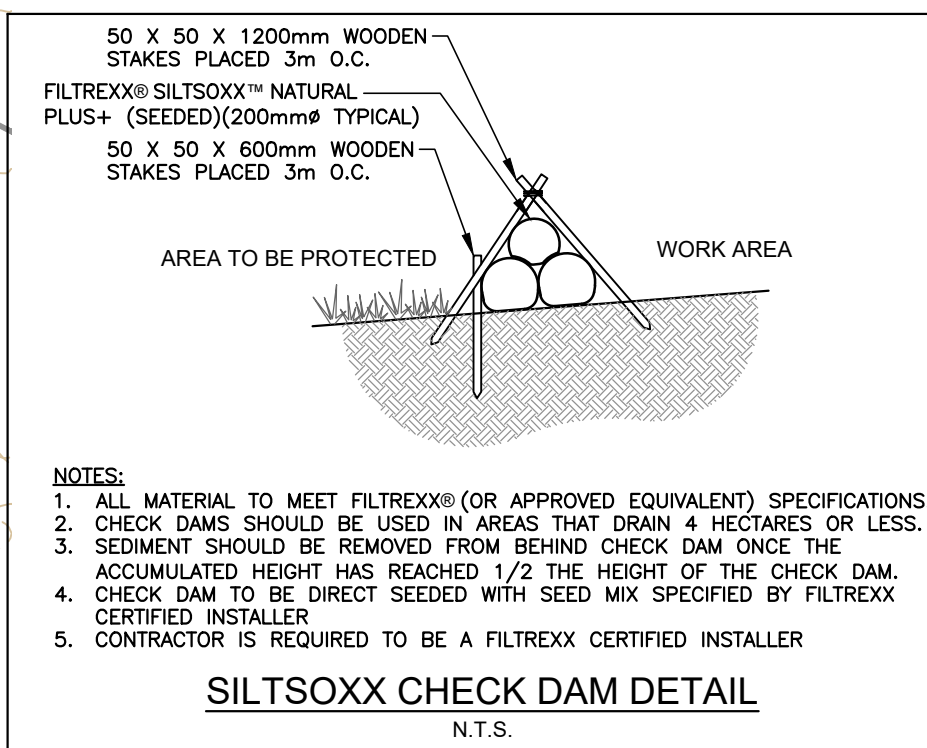 50 X 50 X 1200mm WOODEN
STAKES PLACED 3m O.C.
FILTREXX® SILTSOXX™ NATURAL
PLUS+ (SEEDED)(200mmø TYPICAL)
50 X 50 X 600mm WOODEN
STAKES PLACED 3m O.C.
AREA TO BE PROTECTED
WORK AREA
NOTES:
1. ALL MATERIAL TO MEET FILTREXX® (OR APPROVED EQUIVALENT) SPECIFICATIONS
2. CHECK DAMS SHOULD BE USED IN AREAS THAT DRAIN 4 HECTARES OR LESS.
3. SEDIMENT SHOULD BE REMOVED FROM BEHIND CHECK DAM ONCE THE
ACCUMULATED HEIGHT HAS REACHED 1/2 THE HEIGHT OF THE CHECK DAM.
4. CHECK DAM TO BE DIRECT SEEDED WITH SEED MIX SPECIFIED BY FILTREXX
CERTIFIED INSTALLER
5. CONTRACTOR IS REQUIRED TO BE A FILTREXX CERTIFIED INSTALLER
SILTSOXX CHECK DAM DETAIL
N.T.S.